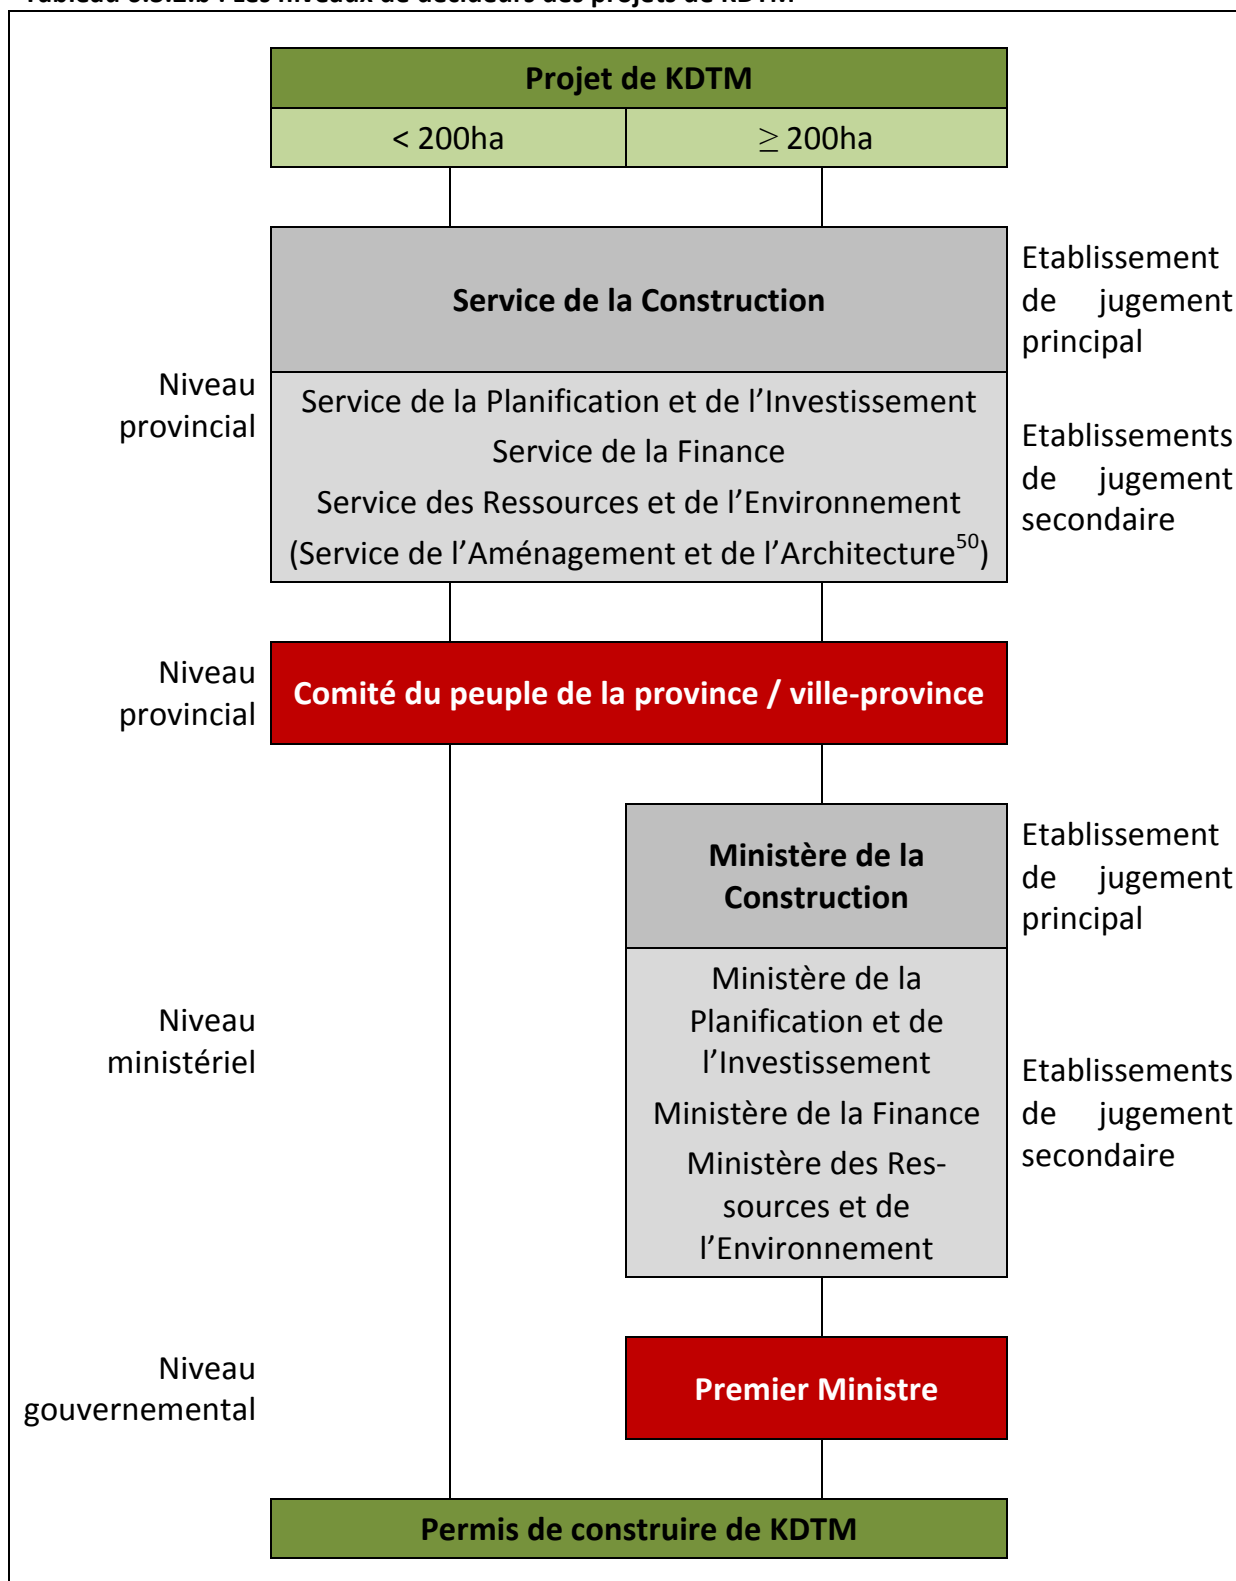 Projet de KDTM
< 200ha
≥ 200ha
Service de la Construction
Etablissement
de jugement
principal
Niveau
provincial
Service de la Planification et de l'Investissement
Service de la Finance
Service des Ressources et de l'Environnement
(Service de l'Aménagement et de l'Architecture50)
Etablissements
de jugement
secondaire
Niveau
provincial
Comité du peuple de la province / ville-province
Ministère de la
Construction
Etablissement
de jugement
principal
Niveau
ministériel
Ministère de la
Planification et de
l'Investissement
Ministère de la Finance
Ministère des Res-
sources et de
l'Environnement
Etablissements
de jugement
secondaire
Niveau
gouvernemental
Premier Ministre
Permis de construire de KDTM